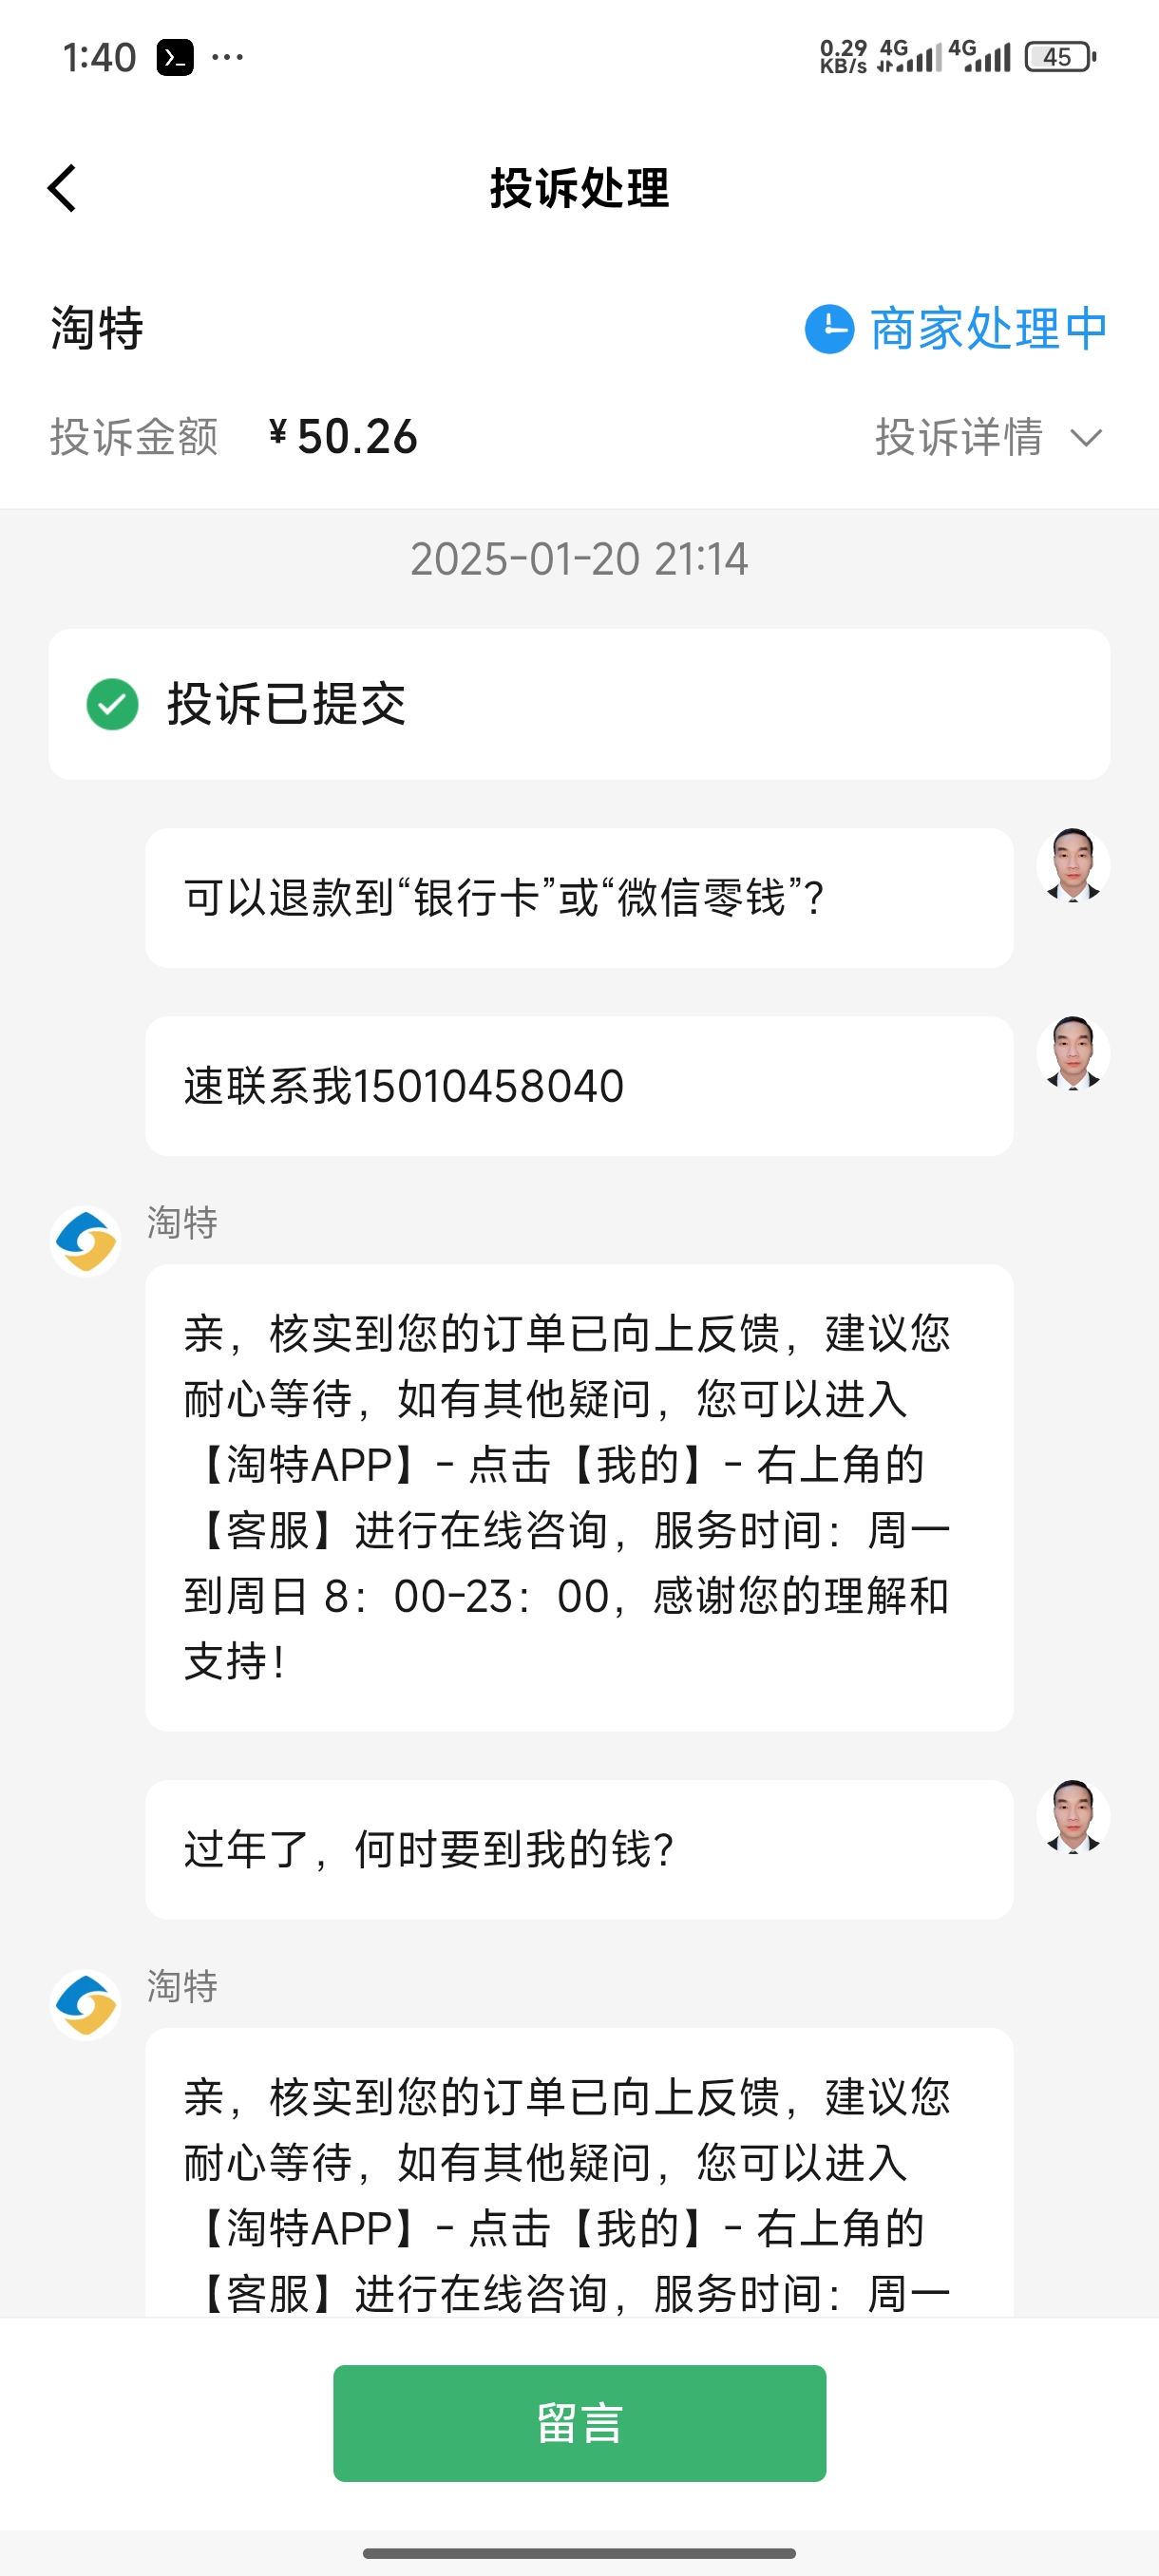 1:40
0.29 KB/s 4G 4G 45
投诉处理
淘特 商家处理中
投诉金额 ¥50.26 投诉详情
2025-01-20 21:14
投诉已提交
可以退款到“银行卡”或“微信零钱”?
速联系我15010458040
淘特
亲，核实到您的订单已向上反馈，建议您
耐心等待，如有其他疑问，您可以进入
【淘特APP】- 点击【我的】- 右上角的
【客服】进行在线咨询，服务时间：周一
到周日 8：00-23：00，感谢您的理解和
支持！
过年了，何时要到我的钱?
淘特
亲，核实到您的订单已向上反馈，建议您
耐心等待，如有其他疑问，您可以进入
【淘特APP】- 点击【我的】- 右上角的
【客服】进行在线咨询，服务时间：周一
留言